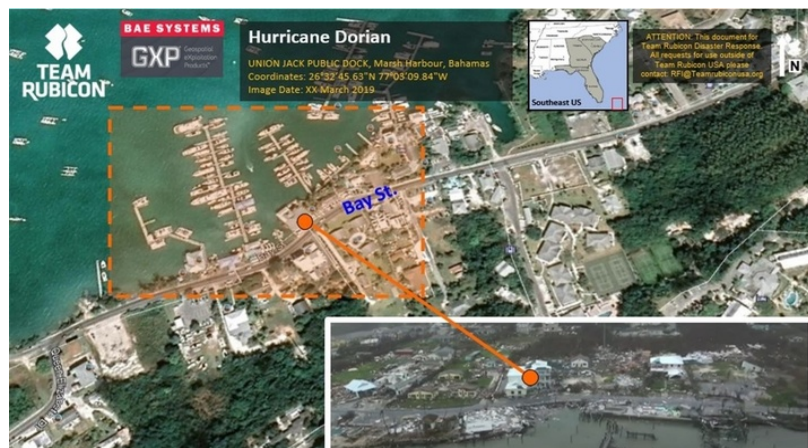 TEAM
RUBICON
BAE SYSTEMS
GXP
Geospatial
eXploitation
Products
Hurricane Dorian
UNION JACK PUBLIC DOCK, Marsh Harbour, Bahamas
Coordinates: 26°32'45.63"N 77°03'09.84"W
Image Date: XX March 2019
Southeast US
ATTENTION: This document for
Team Rubicon Disaster Response.
All requests for use outside of
Team Rubicon USA please
contact: RFI@Teamrubiconusa.org
N
Bay St.